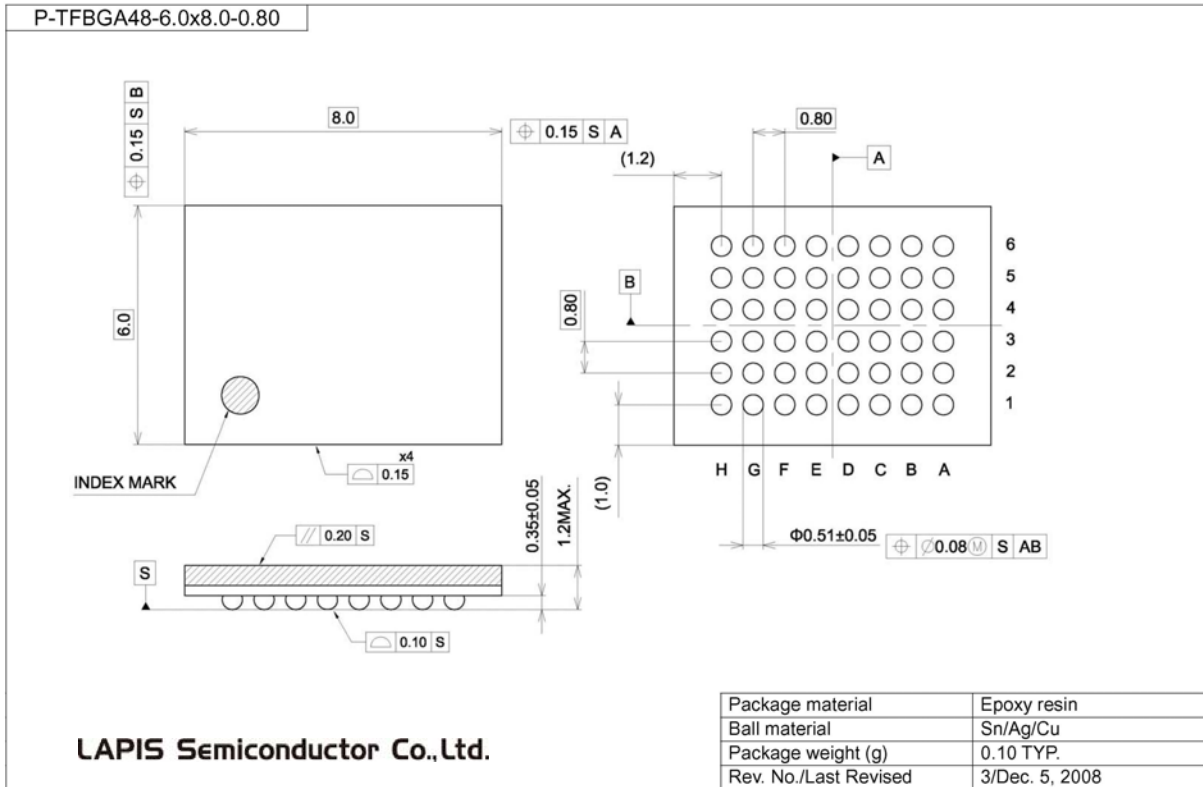 P-TFBGA48-6.0x8.0-0.80
⌖ 0.15 S B
8.0
⌖ 0.15 S A
6.0
INDEX MARK
x4
⌓ 0.15
(1.2)
0.80
A
B
0.80
(1.0)
6
5
4
3
2
1
H G F E D C B A
Φ0.51±0.05
⌖ ∅0.08Ⓜ S AB
// 0.20 S
0.35±0.05
1.2MAX.
S
⌓ 0.10 S
LAPIS Semiconductor Co.,Ltd.
Package material Epoxy resin
Ball material Sn/Ag/Cu
Package weight (g) 0.10 TYP.
Rev. No./Last Revised 3/Dec. 5, 2008